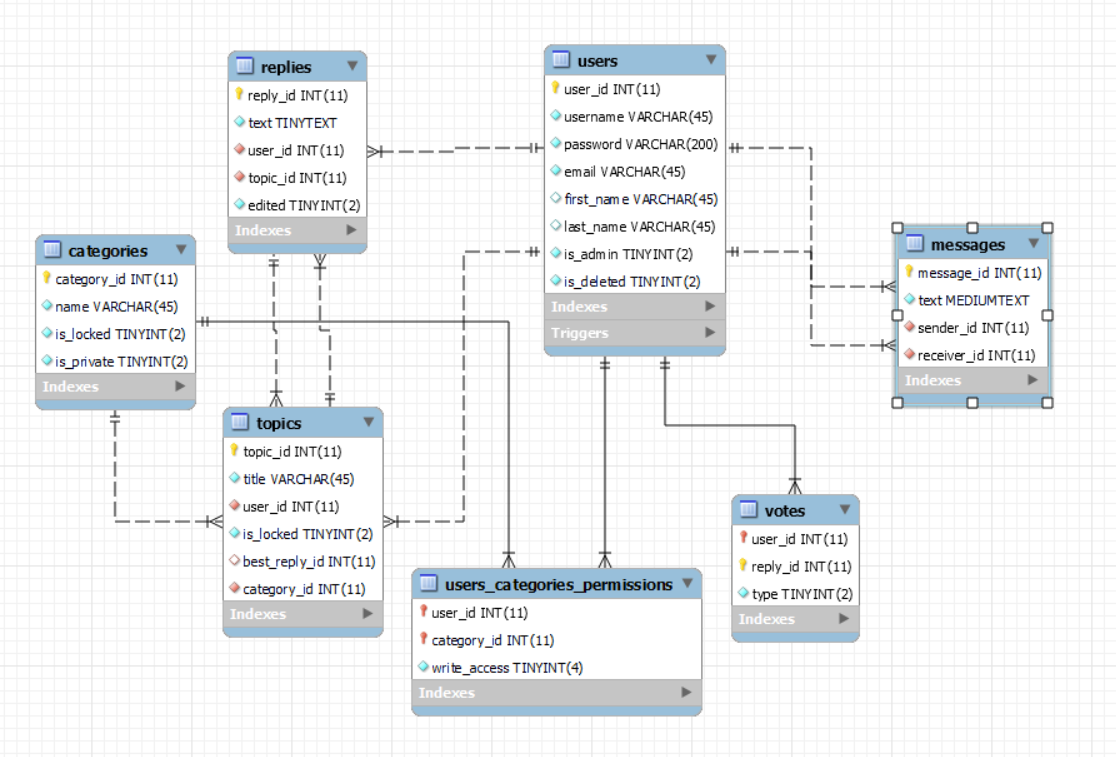 replies
reply_id INT(11)
text TINYTEXT
user_id INT(11)
topic_id INT(11)
edited TINYINT(2)
Indexes
users
user_id INT(11)
username VARCHAR(45)
password VARCHAR(200)
email VARCHAR(45)
first_name VARCHAR(45)
last_name VARCHAR(45)
is_admin TINYINT(2)
is_deleted TINYINT(2)
Indexes
Triggers
messages
message_id INT(11)
text MEDIUMTEXT
sender_id INT(11)
receiver_id INT(11)
Indexes
categories
category_id INT(11)
name VARCHAR(45)
is_locked TINYINT(2)
is_private TINYINT(2)
Indexes
topics
topic_id INT(11)
title VARCHAR(45)
user_id INT(11)
is_locked TINYINT(2)
best_reply_id INT(11)
category_id INT(11)
Indexes
users_categories_permissions
user_id INT(11)
category_id INT(11)
write_access TINYINT(4)
Indexes
votes
user_id INT(11)
reply_id INT(11)
type TINYINT(2)
Indexes